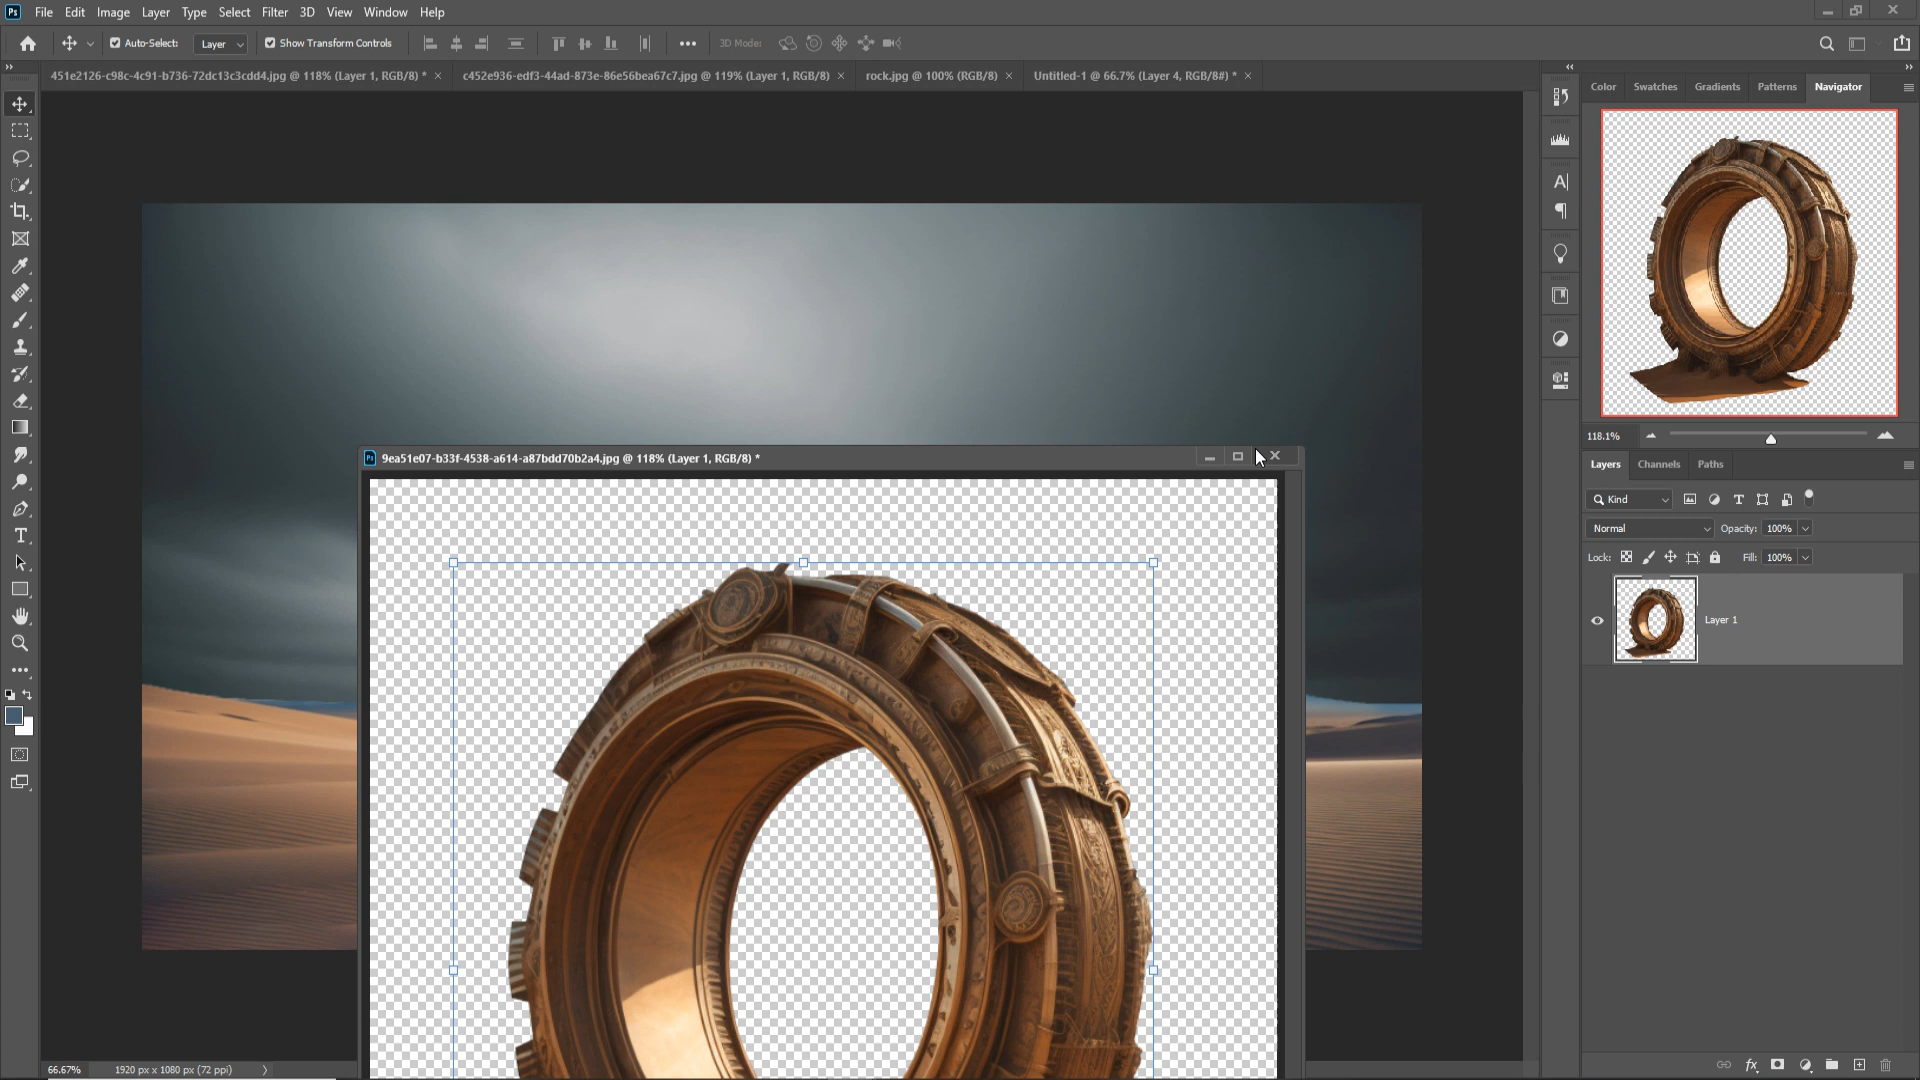 Ps File Edit Image Layer Type Select Filter 3D View Window Help
Auto-Select: Layer Show Transform Controls 3D Mode:
451e2126-c98c-4c91-b736-72dc13c3cdd4.jpg @ 118% (Layer 1, RGB/8) * × c452e936-edf3-44ad-873e-86e56bea67c7.jpg @ 119% (Layer 1, RGB/8) × rock.jpg @ 100% (RGB/8) × Untitled-1 @ 66.7% (Layer 4, RGB/8#) * ×
Color Swatches Gradients Patterns Navigator
118.1%
Ps 9ea51e07-b33f-4538-a614-a87bdd70b2a4.jpg @ 118% (Layer 1, RGB/8) *
Layers Channels Paths
Kind
Normal Opacity: 100%
Lock: Fill: 100%
Layer 1
66.67% 1920 px x 1080 px (72 ppi)